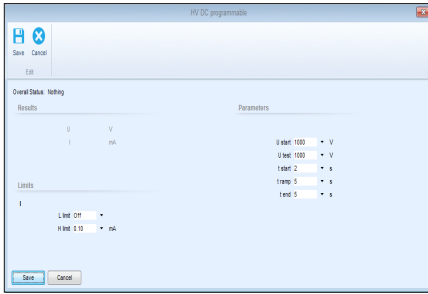 HV DC programmable
Save Cancel
Edit
Overall Status: Nothing
Results
U V
I mA
Limits
I
L limit Off
H limit 0.10 mA
Parameters
U start 1000 V
U test 1000 V
t start 2 s
t ramp 5 s
t end 5 s
Save Cancel